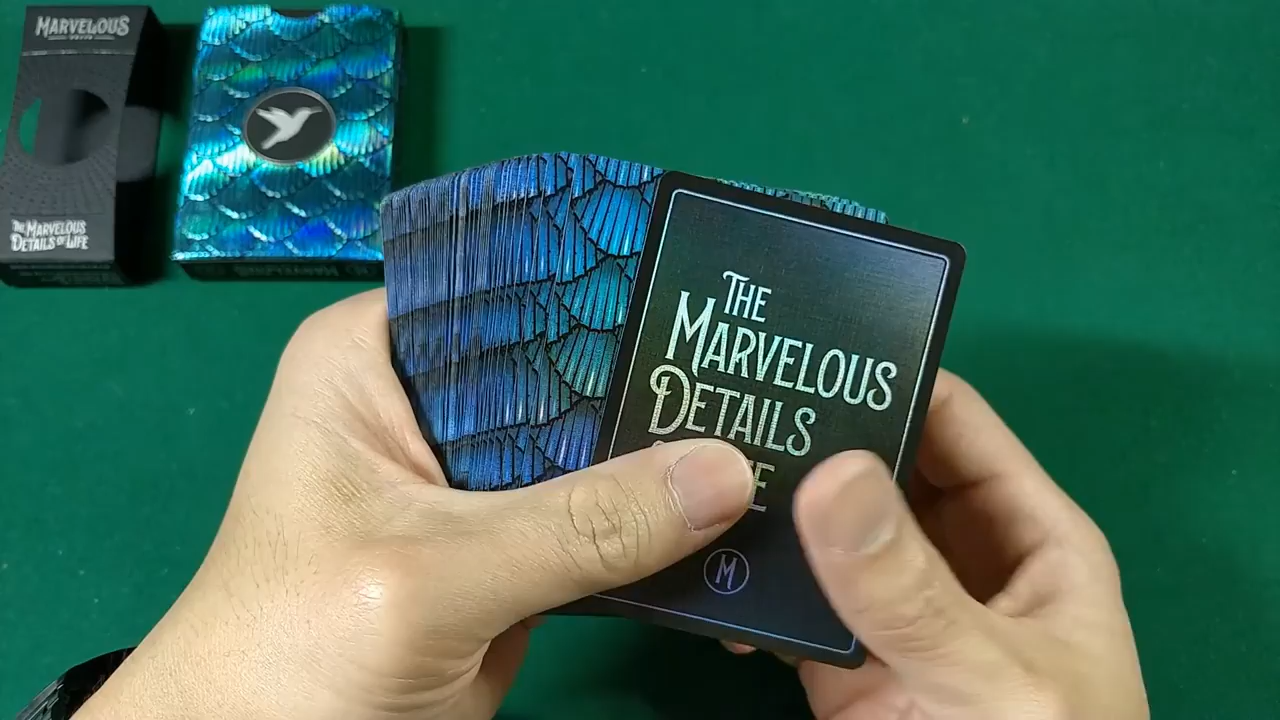 MARVELOUS
THE MARVELOUS
DETAILS OF LIFE
THE
MARVELOUS
DETAILS
M